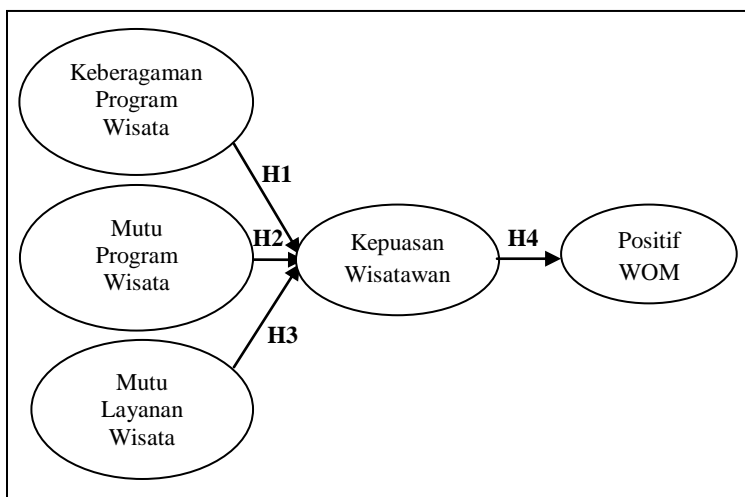 Keberagaman
Program
Wisata
H1
Mutu
Program
Wisata
H2
Kepuasan
Wisatawan
H4
Positif
WOM
H3
Mutu
Layanan
Wisata